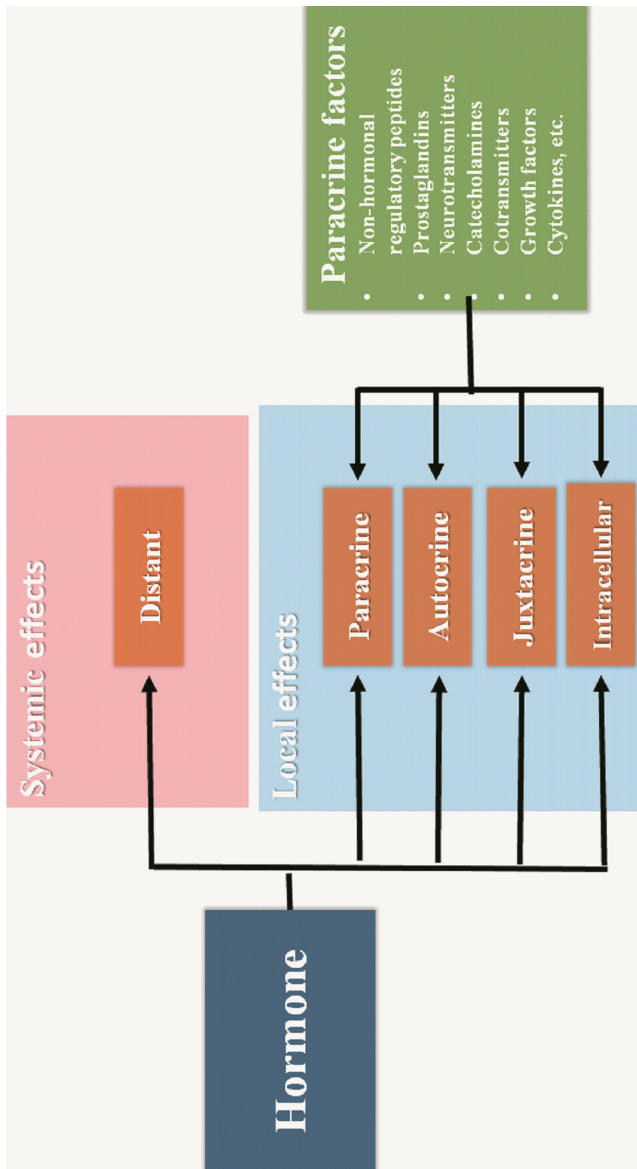 Hormone
Systemic effects
Distant
Local effects
Paracrine
Autocrine
Juxtacrine
Intracellular
Paracrine factors
• Non-hormonal
regulatory peptides
• Prostaglandins
• Neurotransmitters
• Catecholamines
• Cotransmitters
• Growth factors
• Cytokines, etc.